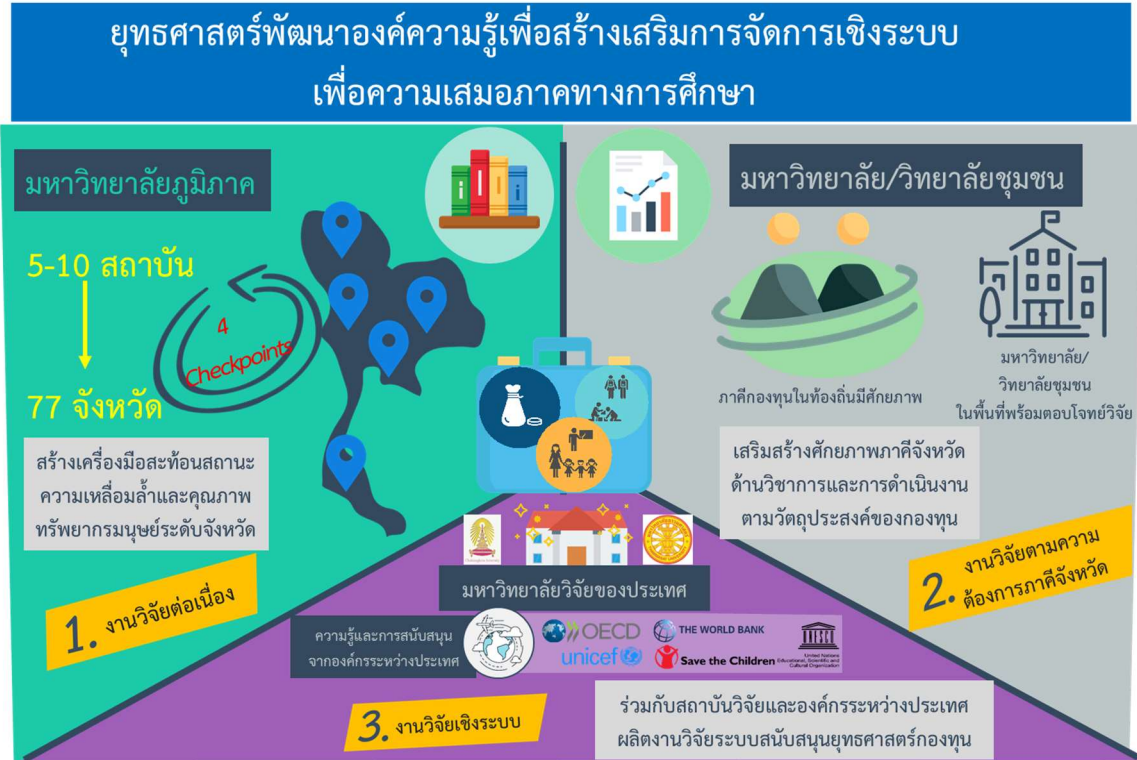 ยุทธศาสตร์พัฒนาองค์ความรู้เพื่อสร้างเสริมการจัดการเชิงระบบ
เพื่อความเสมอภาคทางการศึกษา
มหาวิทยาลัยภูมิภาค
5-10 สถาบัน
77 จังหวัด
4
Checkpoints
สร้างเครื่องมือสะท้อนสถานะ
ความเหลื่อมล้ำและคุณภาพ
ทรัพยากรมนุษย์ระดับจังหวัด
1. งานวิจัยต่อเนื่อง
มหาวิทยาลัย/วิทยาลัยชุมชน
ภาคีกองทุนในท้องถิ่นมีศักยภาพ
มหาวิทยาลัย/
วิทยาลัยชุมชน
ในพื้นที่พร้อมตอบโจทย์วิจัย
เสริมสร้างศักยภาพภาคีจังหวัด
ด้านวิชาการและการดำเนินงาน
ตามวัตถุประสงค์ของกองทุน
2. งานวิจัยตามความ
ต้องการภาคีจังหวัด
มหาวิทยาลัยวิจัยของประเทศ
ความรู้และการสนับสนุน
จากองค์กรระหว่างประเทศ
OECD
THE WORLD BANK
unicef
Save the Children
UNESCO
United Nations
Educational, Scientific and
Cultural Organization
3. งานวิจัยเชิงระบบ
ร่วมกับสถาบันวิจัยและองค์กรระหว่างประเทศ
ผลิตงานวิจัยระบบสนับสนุนยุทธศาสตร์กองทุน